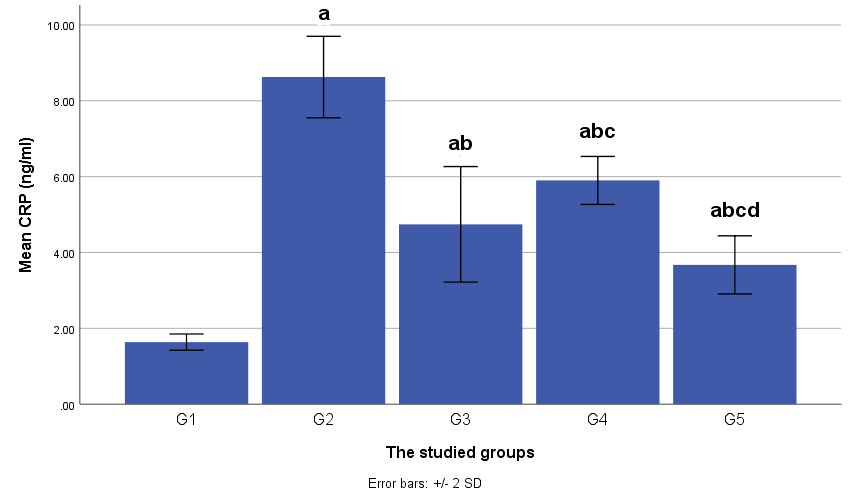 a
10.00
8.00
abc
ab
6.00
abcd
4.00
2.00
.00
Mean CRP (ng/ml)
G1 G2 G3 G4 G5
The studied groups
Error bars: +/- 2 SD